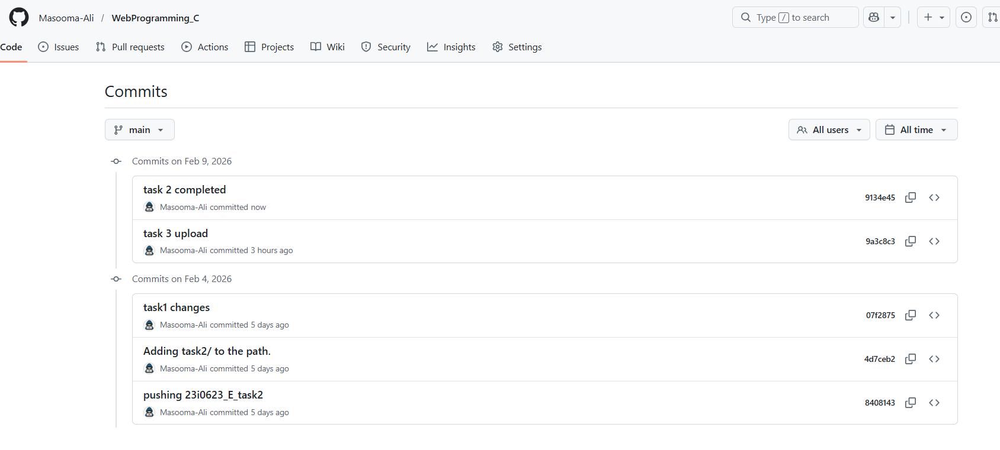 Masooma-Ali / WebProgramming_C
Type / to search
Code Issues Pull requests Actions Projects Wiki Security Insights Settings
Commits
main All users All time
Commits on Feb 9, 2026
task 2 completed
Masooma-Ali committed now
9134e45
task 3 upload
Masooma-Ali committed 3 hours ago
9a3c8c3
Commits on Feb 4, 2026
task1 changes
Masooma-Ali committed 5 days ago
07f2875
Adding task2/ to the path.
Masooma-Ali committed 5 days ago
4d7ceb2
pushing 23i0623_E_task2
Masooma-Ali committed 5 days ago
8408143